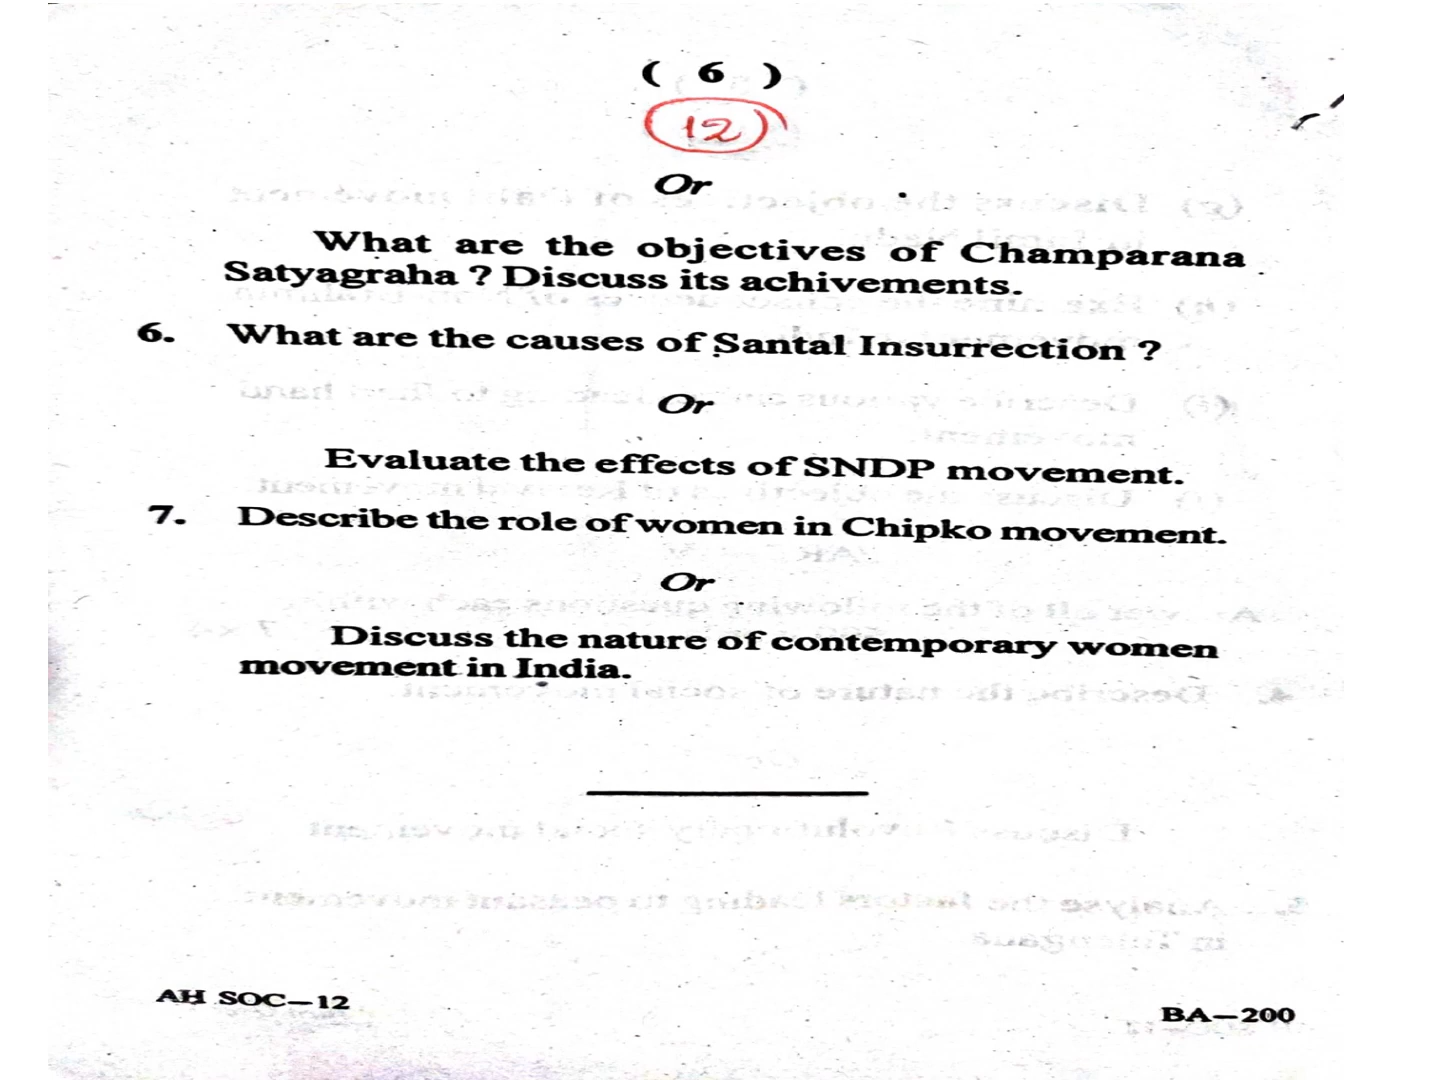 ( 6 )
12
Or
What are the objectives of Champarana
Satyagraha ? Discuss its achivements.
6. What are the causes of Santal Insurrection ?
Or
Evaluate the effects of SNDP movement.
7. Describe the role of women in Chipko movement.
Or
Discuss the nature of contemporary women
movement in India.
AH SOC—12
BA—200